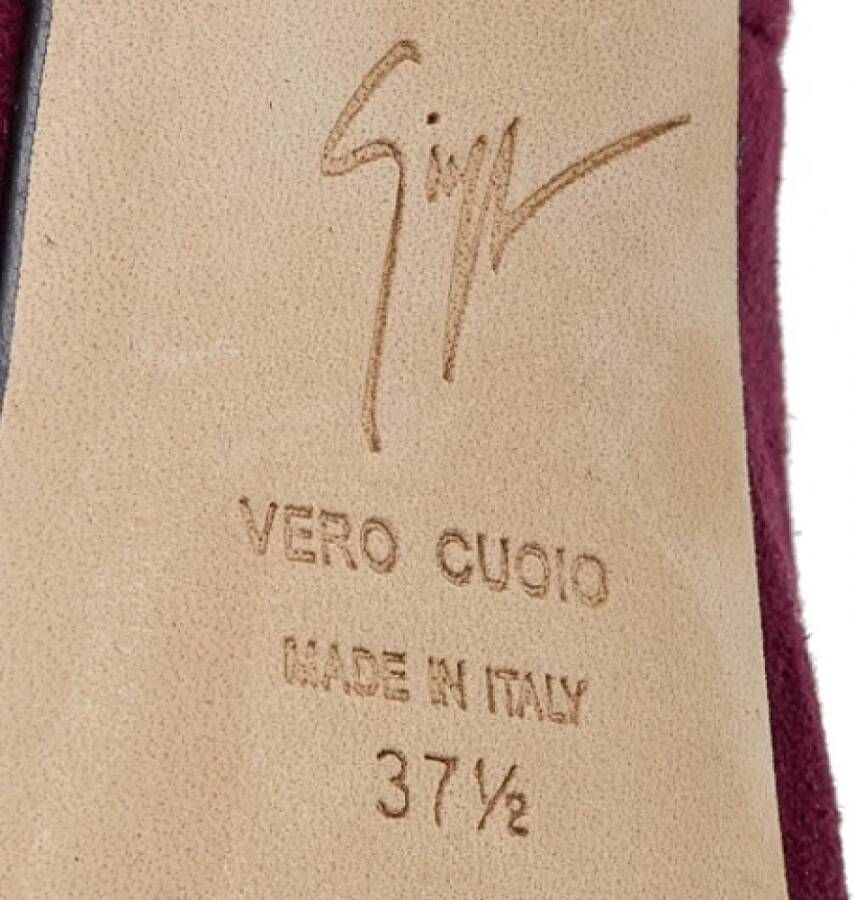 VERO CUOIO
MADE IN ITALY
37½